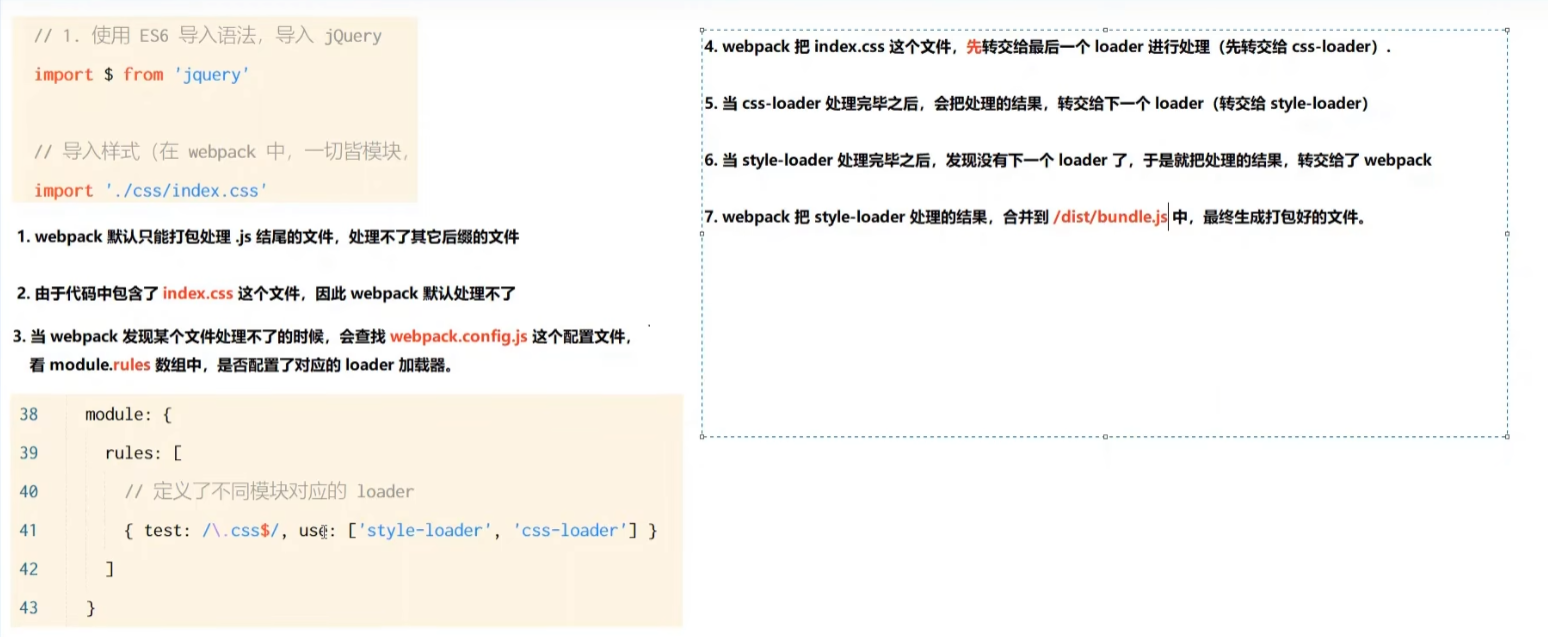 // 1. 使用 ES6 导入语法，导入 jQuery
import $ from 'jquery'
// 导入样式（在 webpack 中，一切皆模块，
import './css/index.css'
1. webpack 默认只能打包处理 .js 结尾的文件，处理不了其它后缀的文件
2. 由于代码中包含了 index.css 这个文件，因此 webpack 默认处理不了
3. 当 webpack 发现某个文件处理不了的时候，会查找 webpack.config.js 这个配置文件，
看 module.rules 数组中，是否配置了对应的 loader 加载器。
38 module: {
39 rules: [
40 // 定义了不同模块对应的 loader
41 { test: /\.css$/, use: ['style-loader', 'css-loader'] }
42 ]
43 }
4. webpack 把 index.css 这个文件，先转交给最后一个 loader 进行处理（先转交给 css-loader）.
5. 当 css-loader 处理完毕之后，会把处理的结果，转交给下一个 loader（转交给 style-loader）
6. 当 style-loader 处理完毕之后，发现没有下一个 loader 了，于是就把处理的结果，转交给了 webpack
7. webpack 把 style-loader 处理的结果，合并到 /dist/bundle.js 中，最终生成打包好的文件。